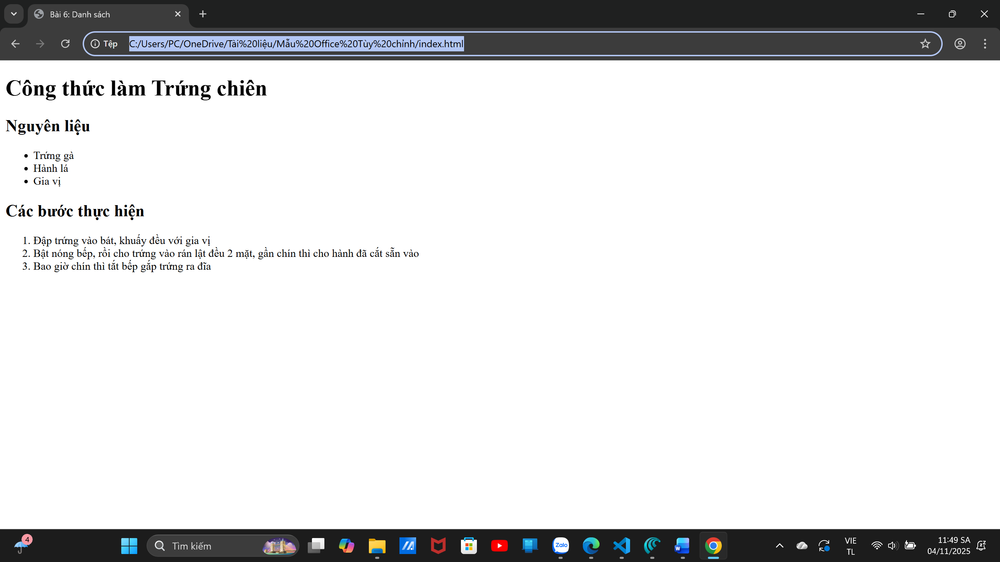 Bài 6: Danh sách
Tệp C:/Users/PC/OneDrive/Tài%20liệu/Mẫu%20Office%20Tùy%20chỉnh/index.html
Công thức làm Trứng chiên
Nguyên liệu
• Trứng gà
• Hành lá
• Gia vị
Các bước thực hiện
1. Đập trứng vào bát, khuấy đều với gia vị
2. Bật nóng bếp, rồi cho trứng vào rán lật đều 2 mặt, gần chín thì cho hành đã cắt sẵn vào
3. Bao giờ chín thì tắt bếp gắp trứng ra đĩa
4
Tìm kiếm
Zalo
W
VIE
TL
11:49 SA
04/11/2025